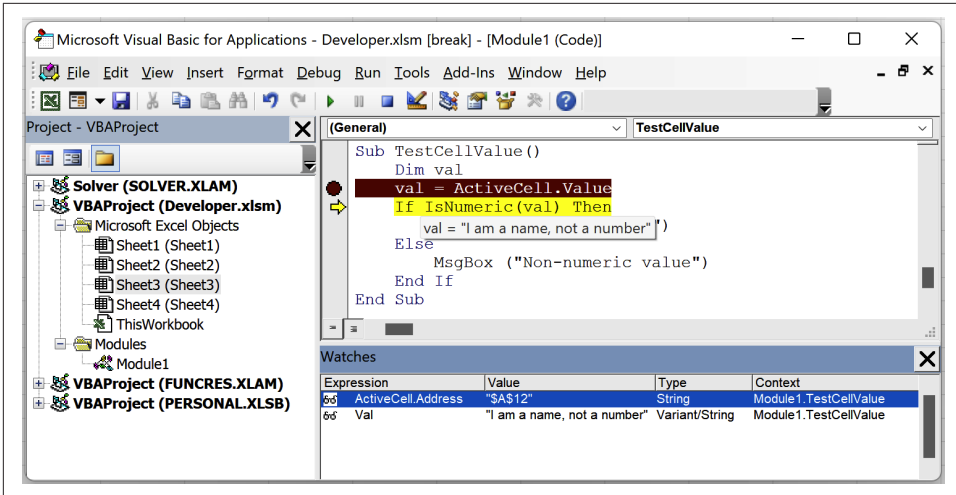 Microsoft Visual Basic for Applications - Developer.xlsm [break] - [Module1 (Code)]
File Edit View Insert Format Debug Run Tools Add-Ins Window Help
Project - VBAProject
Solver (SOLVER.XLAM)
VBAProject (Developer.xlsm)
Microsoft Excel Objects
Sheet1 (Sheet1)
Sheet2 (Sheet2)
Sheet3 (Sheet3)
Sheet4 (Sheet4)
ThisWorkbook
Modules
Module1
VBAProject (FUNCRES.XLAM)
VBAProject (PERSONAL.XLSB)
(General) TestCellValue
Sub TestCellValue()
Dim val
val = ActiveCell.Value
If IsNumeric(val) Then
val = "I am a name, not a number" ")
Else
MsgBox ("Non-numeric value")
End If
End Sub
Watches
Expression Value Type Context
ActiveCell.Address "$A$12" String Module1.TestCellValue
Val "I am a name, not a number" Variant/String Module1.TestCellValue